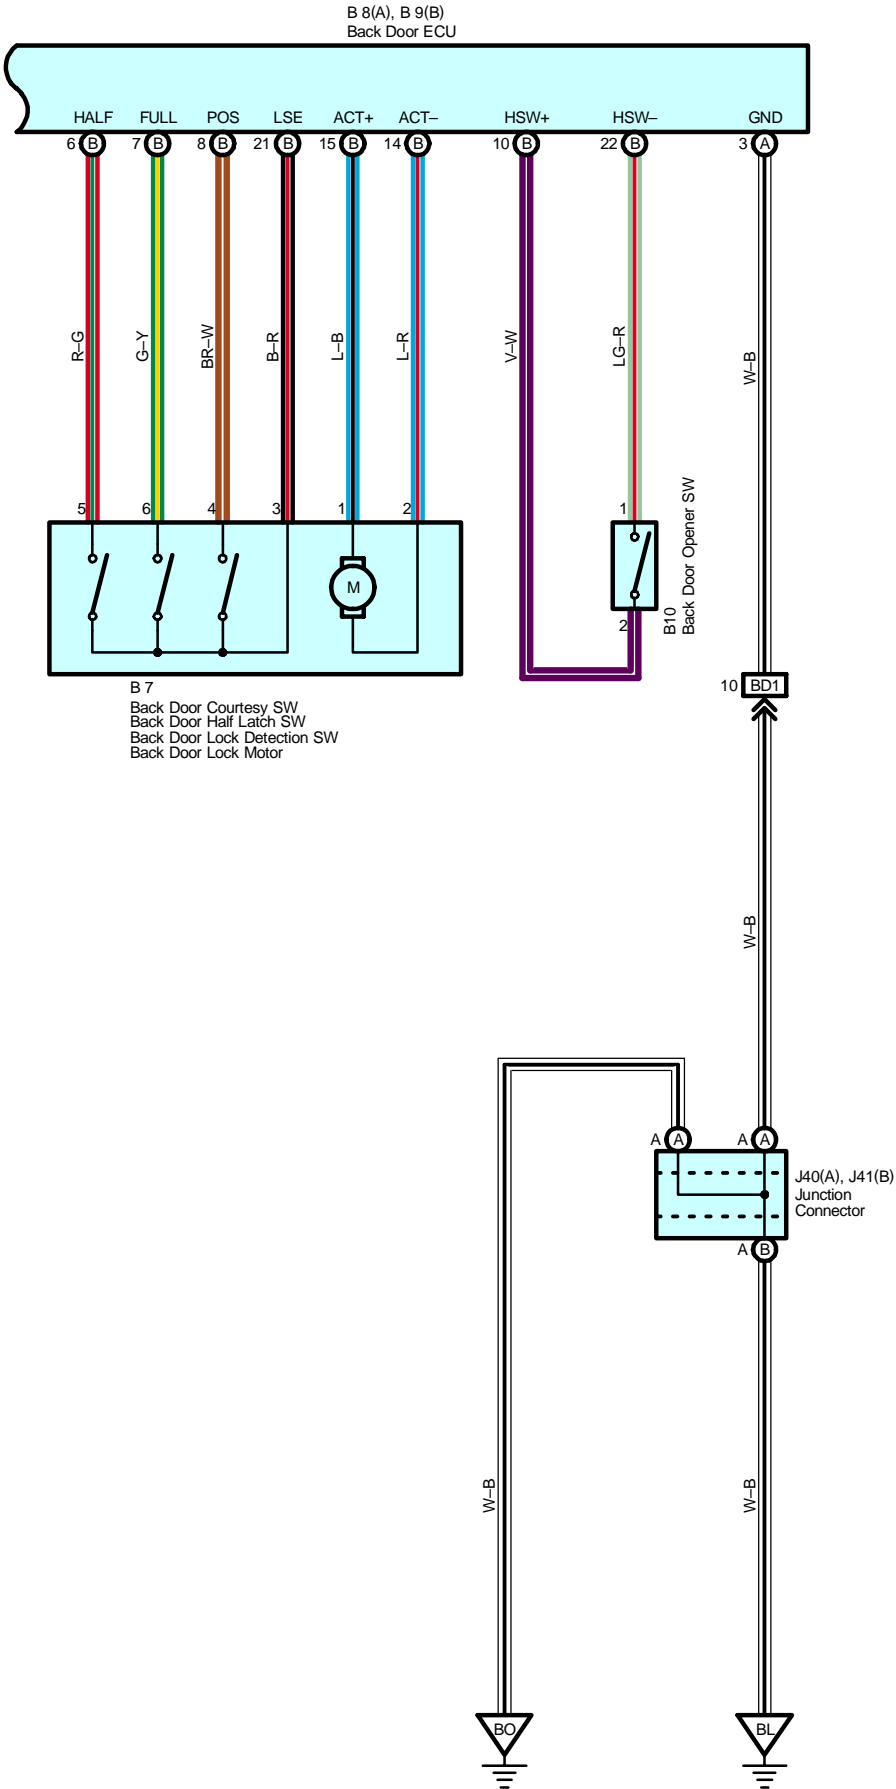 B 8(A), B 9(B)
Back Door ECU
HALF FULL POS LSE ACT+ ACT– HSW+ HSW– GND
6 B 7 B 8 B 21 B 15 B 14 B 10 B 22 B 3 A
R–G
G–Y
BR–W
B–R
L–B
L–R
V–W
LG–R
W–B
5 6 4 3 1 2 1
M
2
B10
Back Door Opener SW
B 7
Back Door Courtesy SW
Back Door Half Latch SW
Back Door Lock Detection SW
Back Door Lock Motor
10 BD1
W–B
A A A A
J40(A), J41(B)
Junction
Connector
A B
W–B
W–B
BO BL